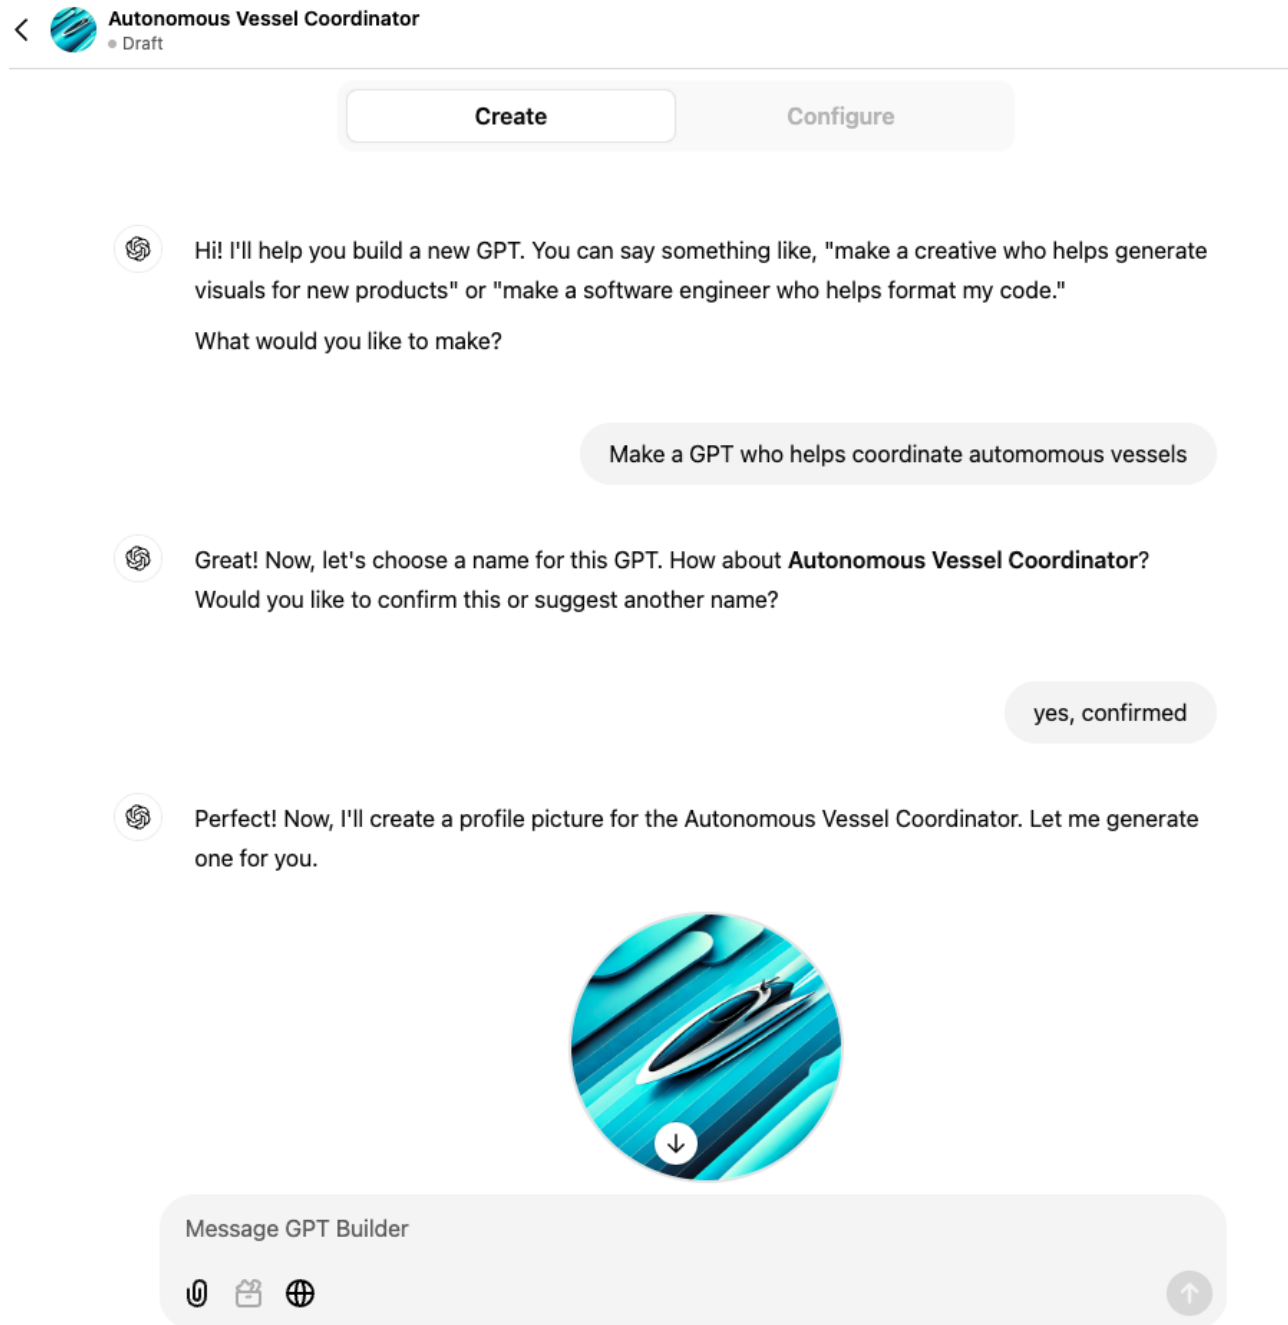 Autonomous Vessel Coordinator
Draft
Create
Configure
Hi! I'll help you build a new GPT. You can say something like, "make a creative who helps generate
visuals for new products" or "make a software engineer who helps format my code."
What would you like to make?
Make a GPT who helps coordinate automomous vessels
Great! Now, let's choose a name for this GPT. How about Autonomous Vessel Coordinator?
Would you like to confirm this or suggest another name?
yes, confirmed
Perfect! Now, I'll create a profile picture for the Autonomous Vessel Coordinator. Let me generate
one for you.
Message GPT Builder